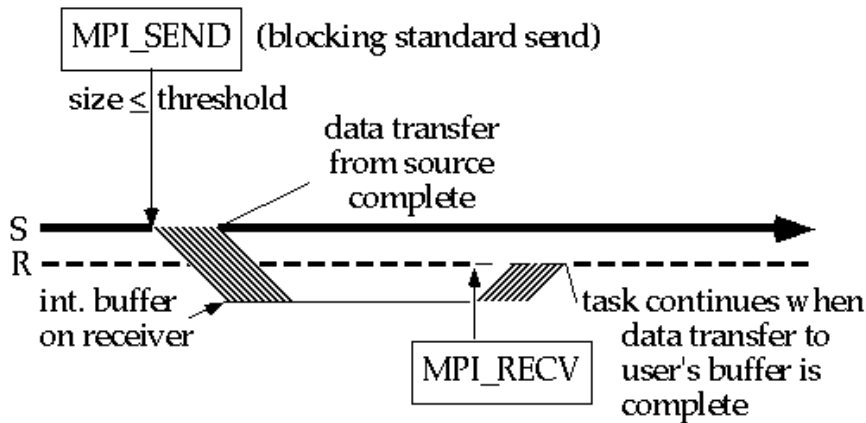 MPI_SEND (blocking standard send)
size ≤ threshold
data transfer
from source
complete
S
R
int. buffer
on receiver
MPI_RECV
task continues when
data transfer to
user's buffer is
complete